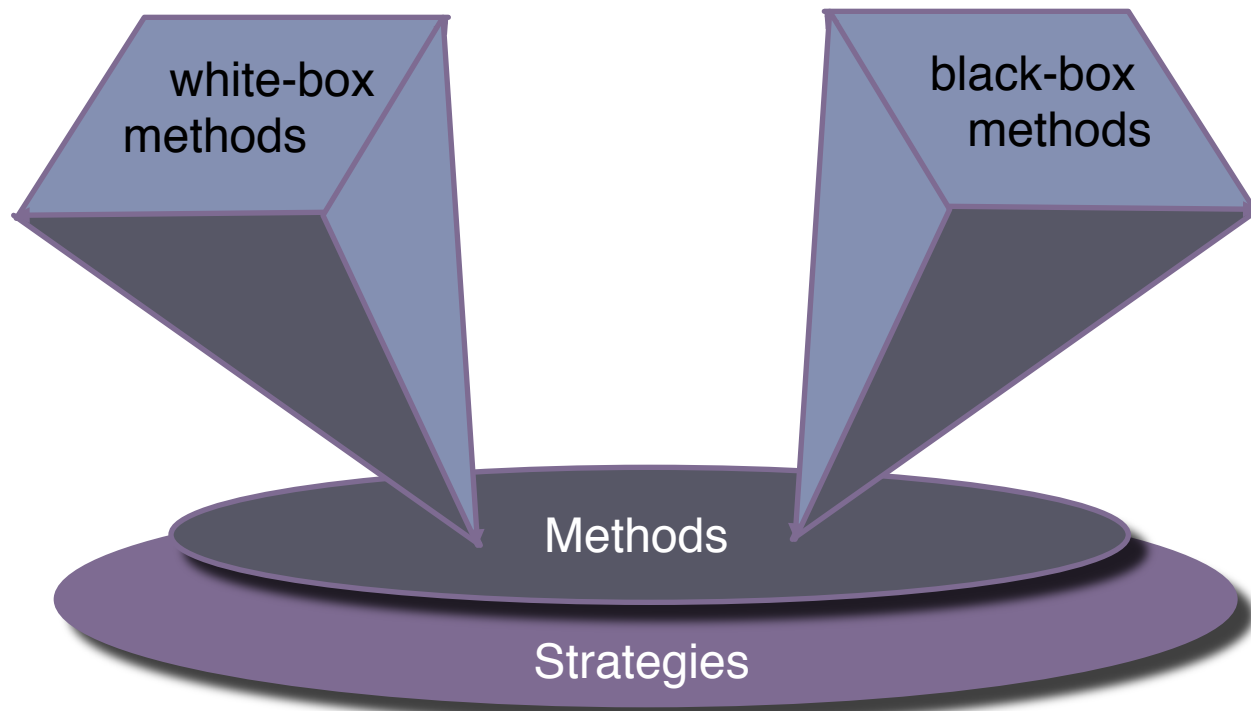 white-box
methods
black-box
methods
Methods
Strategies